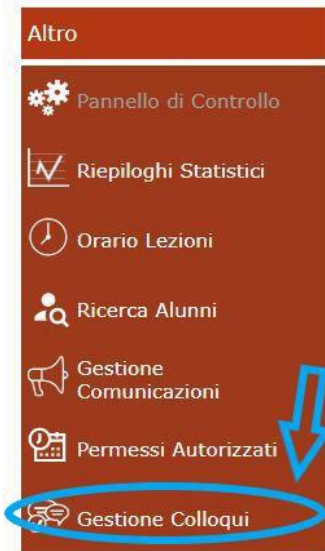 Altro
Pannello di Controllo
Riepiloghi Statistici
Orario Lezioni
Ricerca Alunni
Gestione
Comunicazioni
Permessi Autorizzati
Gestione Colloqui